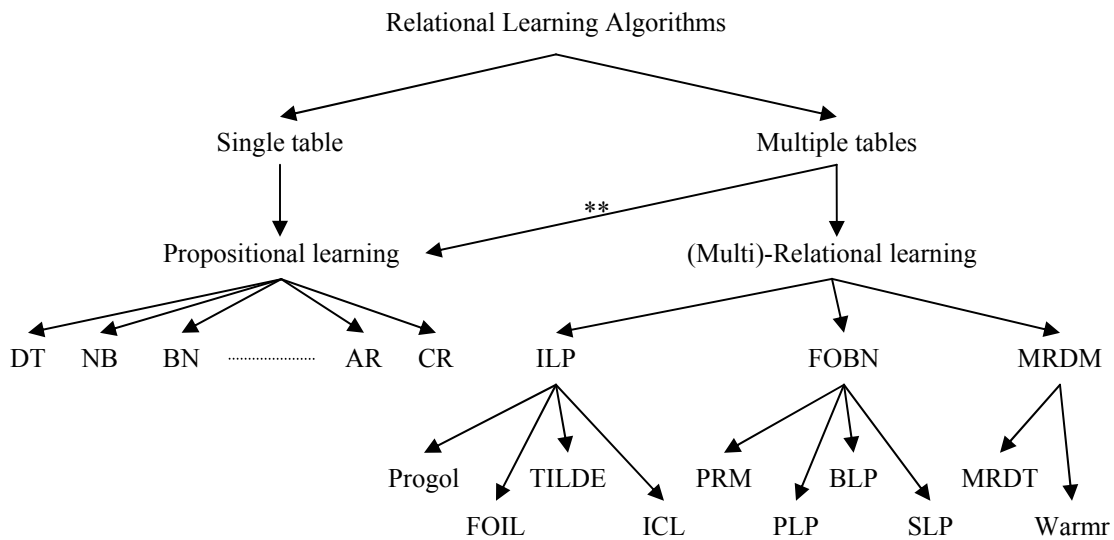 Relational Learning Algorithms
Single table
Multiple tables
**
Propositional learning
(Multi)-Relational learning
DT NB BN ..................... AR CR
ILP
FOBN
MRDM
Progol
TILDE
PRM
BLP
MRDT
FOIL
ICL
PLP
SLP
Warmr